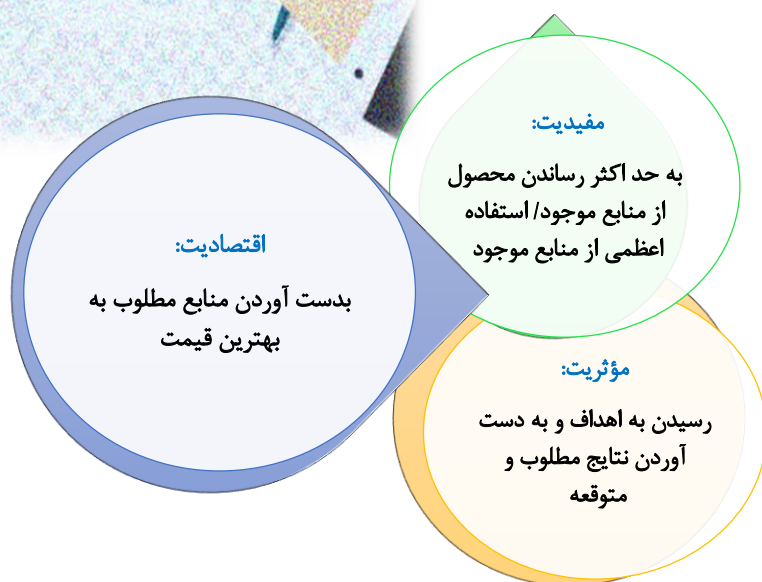 مفیدیت:
به حد اکثر رساندن محصول
از منابع موجود/ استفاده
اعظمی از منابع موجود
اقتصادیت:
بدست آوردن منابع مطلوب به
بهترین قیمت
مؤثریت:
رسیدن به اهداف و به دست
آوردن نتایج مطلوب و
متوقعه